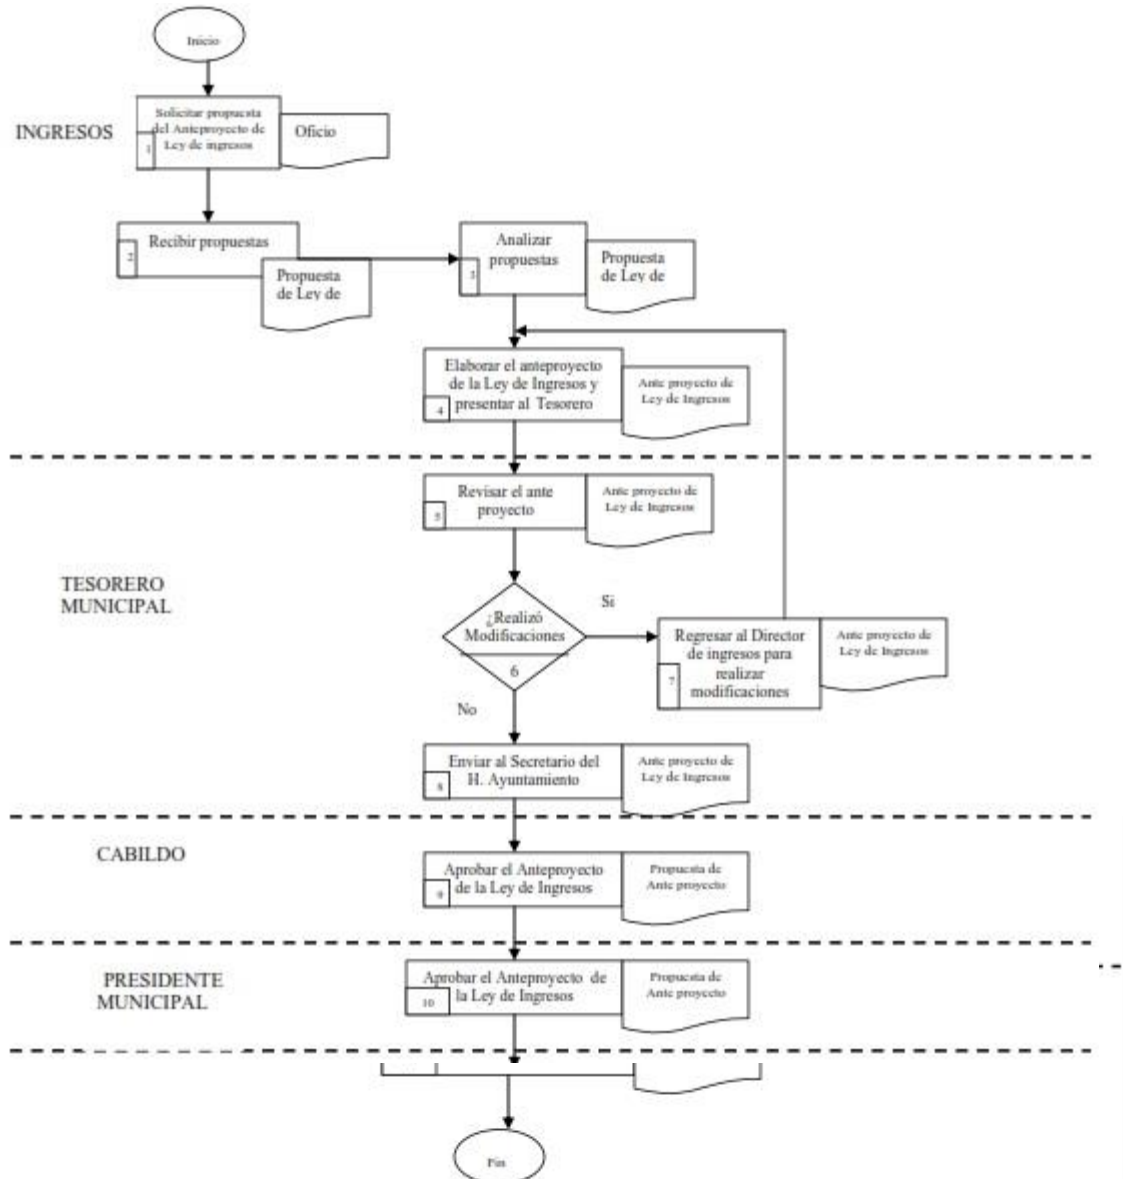 Inicio
INGRESOS
Solicitar propuesta
del Anteproyecto de
Ley de ingresos
1
Oficio
Recibir propuestas
2
Propuesta
de Ley de
Analizar
propuestas
3
Propuesta
de Ley de
Elaborar el anteproyecto
de la Ley de Ingresos y
presentar al Tesorero
4
Ante proyecto de
Ley de Ingresos
TESORERO
MUNICIPAL
Revisar el ante
proyecto
5
Ante proyecto de
Ley de Ingresos
¿Realizó
Modificaciones
6
Si
No
Regresar al Director
de ingresos para
realizar
modificaciones
7
Ante proyecto de
Ley de Ingresos
Enviar al Secretario del
H. Ayuntamiento
8
Ante proyecto de
Ley de Ingresos
CABILDO
Aprobar el Anteproyecto
de la Ley de Ingresos
9
Propuesta de
Ante proyecto
PRESIDENTE
MUNICIPAL
Aprobar el Anteproyecto de
la Ley de Ingresos
10
Propuesta de
Ante proyecto
Fin